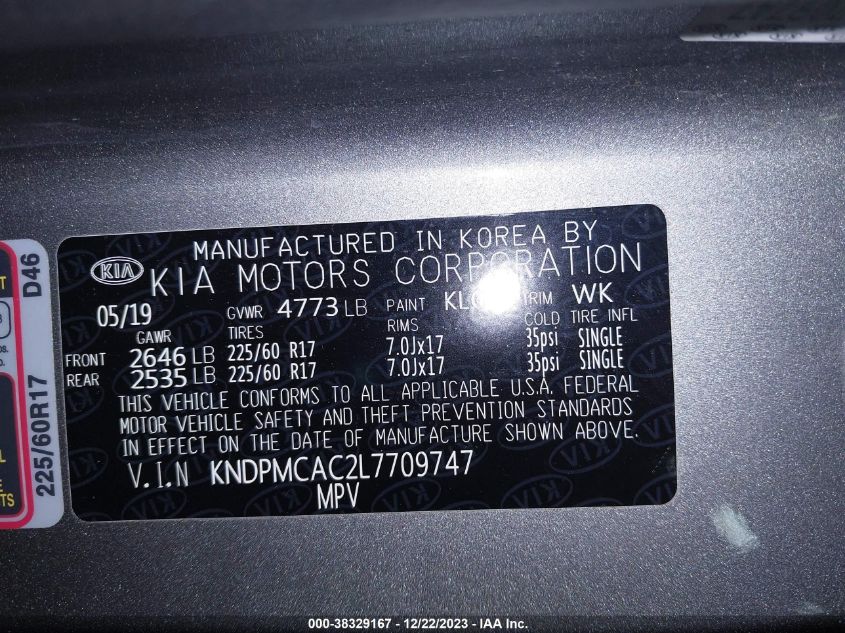 MANUFACTURED IN KOREA BY
KIA KIA MOTORS CORPORATION
05/19 GVWR 4773 LB PAINT TRIM WK
GAWR TIRES RIMS COLD TIRE INFL
FRONT 2646 LB 225/60 R17 7.0Jx17 35psi SINGLE
REAR 2535 LB 225/60 R17 7.0Jx17 35psi SINGLE
THIS VEHICLE CONFORMS TO ALL APPLICABLE U.S.A. FEDERAL
MOTOR VEHICLE SAFETY AND THEFT PREVENTION STANDARDS
IN EFFECT ON THE DATE OF MANUFACTURE SHOWN ABOVE.
V.I.N KNDPMCAC2L7709747
MPV
225/60R17 D46
000-38329167 - 12/22/2023 - IAA Inc.